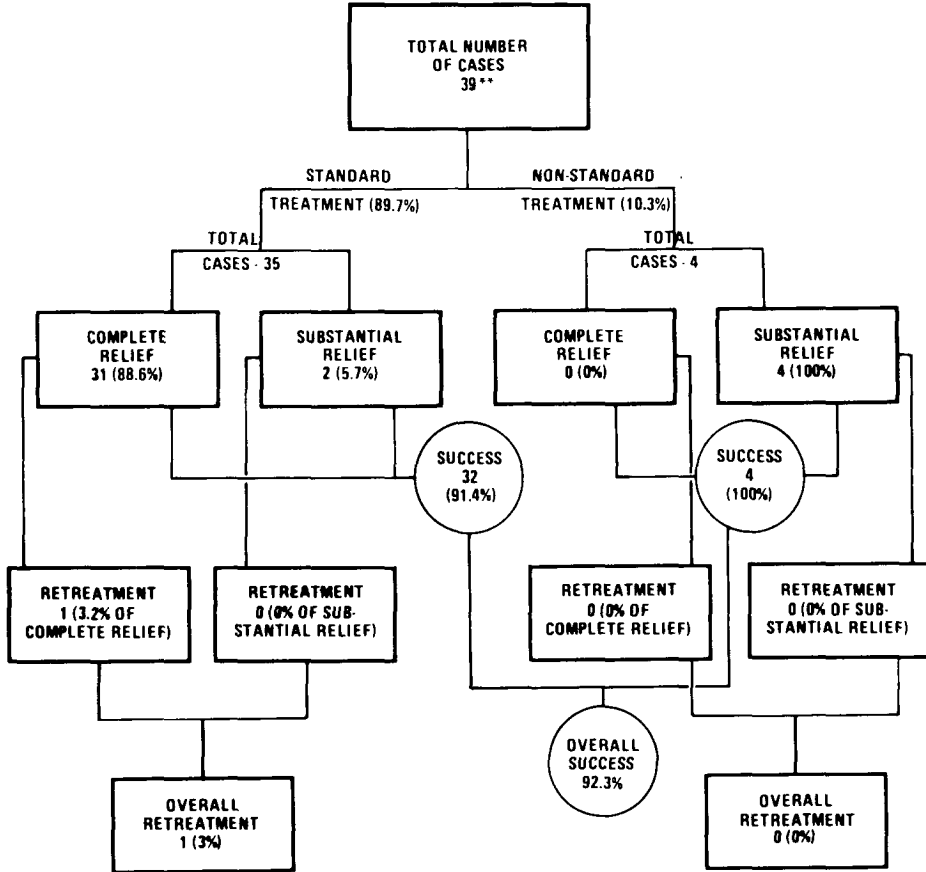 TOTAL NUMBER
OF CASES
39**
STANDARD
TREATMENT (89.7%)
NON-STANDARD
TREATMENT (10.3%)
TOTAL
CASES - 35
TOTAL
CASES - 4
COMPLETE
RELIEF
31 (88.6%)
SUBSTANTIAL
RELIEF
2 (5.7%)
COMPLETE
RELIEF
0 (0%)
SUBSTANTIAL
RELIEF
4 (100%)
SUCCESS
32
(91.4%)
SUCCESS
4
(100%)
RETREATMENT
1 (3.2% OF
COMPLETE RELIEF)
RETREATMENT
0 (0% OF SUB-
STANTIAL RELIEF)
RETREATMENT
0 (0% OF
COMPLETE RELIEF)
RETREATMENT
0 (0% OF SUB-
STANTIAL RELIEF)
OVERALL
SUCCESS
92.3%
OVERALL
RETREATMENT
1 (3%)
OVERALL
RETREATMENT
0 (0%)